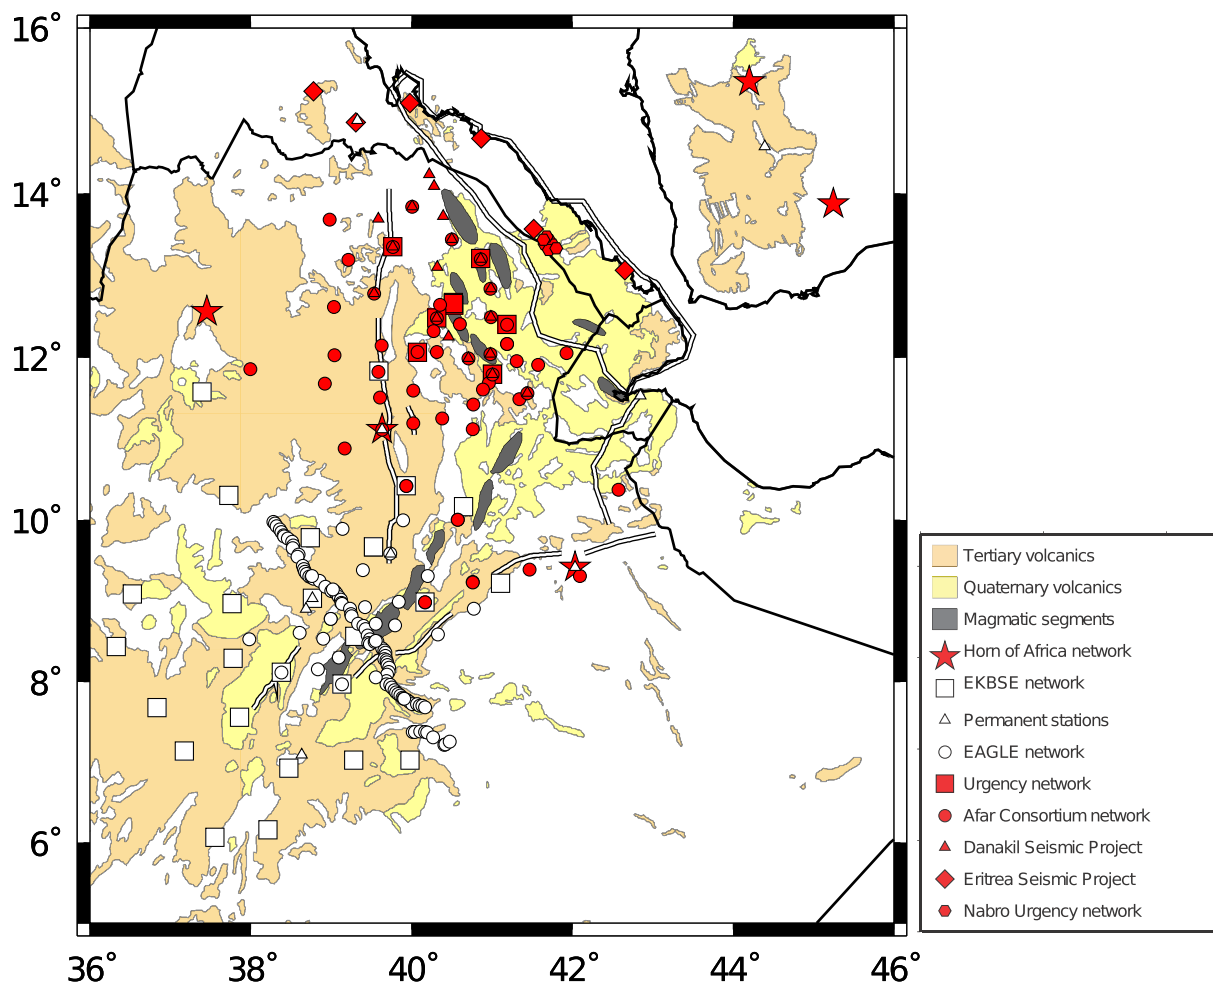 16°
14°
12°
10°
8°
6°
36°
38°
40°
42°
44°
46°
Tertiary volcanics
Quaternary volcanics
Magmatic segments
Horn of Africa network
EKBSE network
Permanent stations
EAGLE network
Urgency network
Afar Consortium network
Danakil Seismic Project
Eritrea Seismic Project
Nabro Urgency network